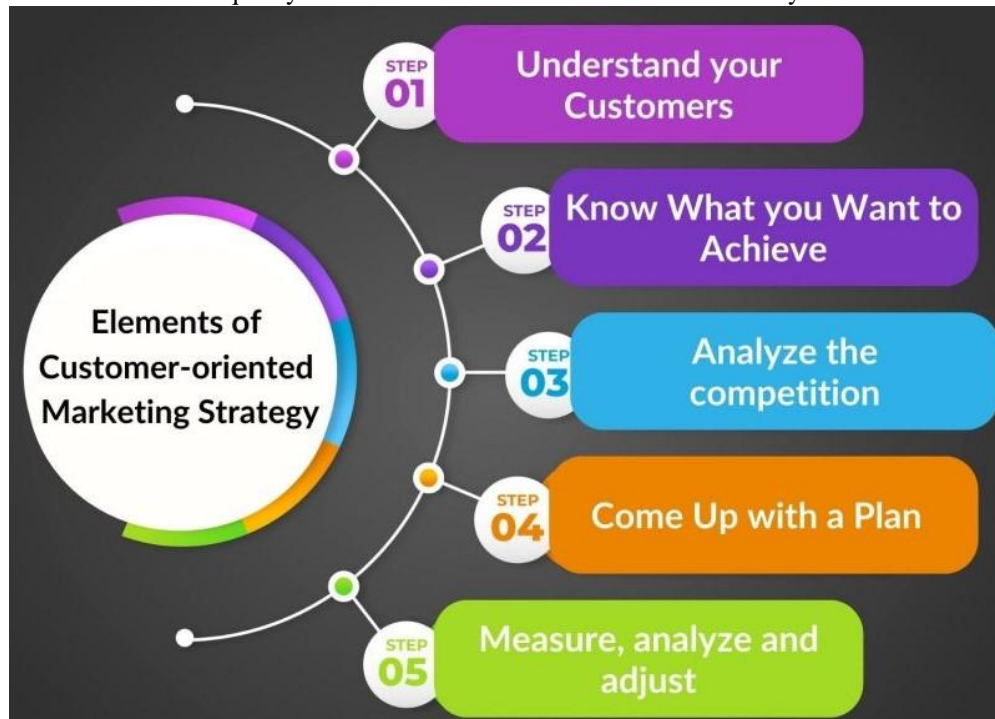 Elements of
Customer-oriented
Marketing Strategy
STEP
01
Understand your
Customers
STEP
02
Know What you Want to
Achieve
STEP
03
Analyze the
competition
STEP
04
Come Up with a Plan
STEP
05
Measure, analyze and
adjust